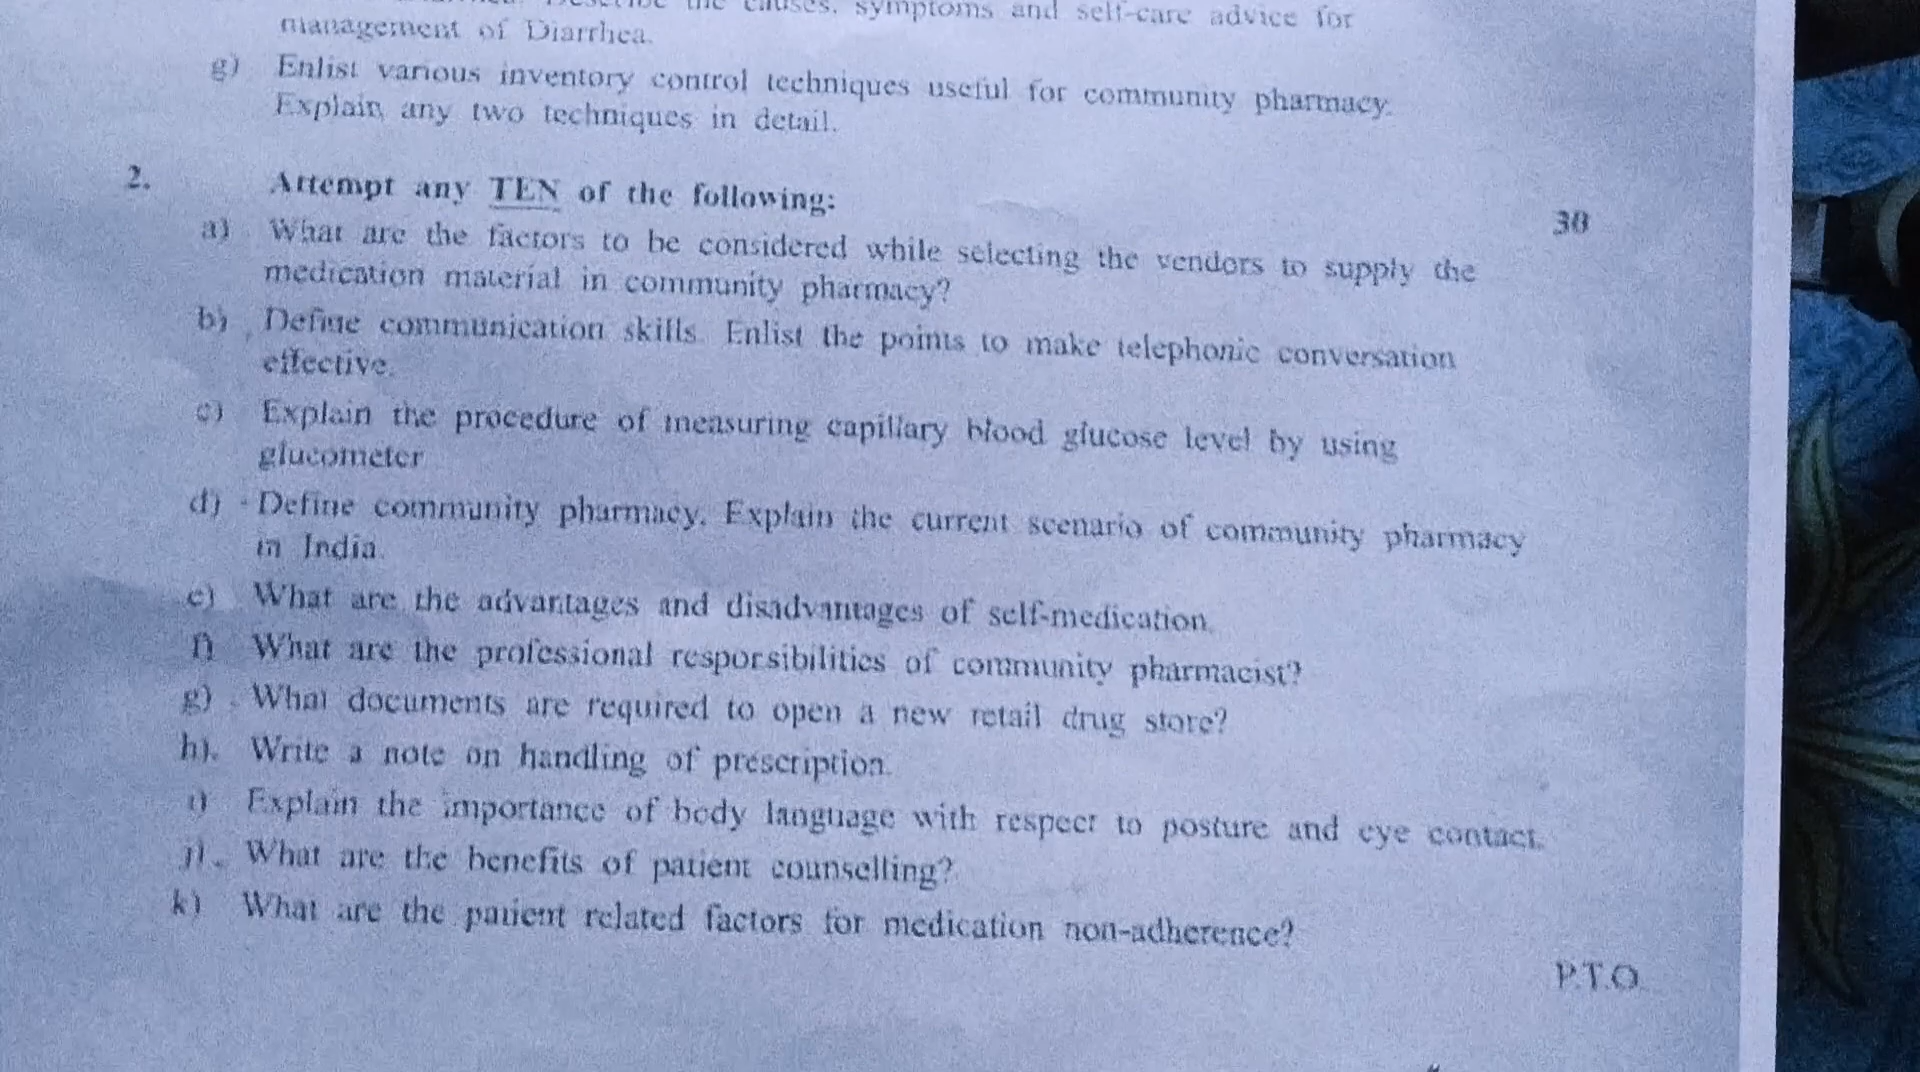 the causes, symptoms and self-care advice for
management of Diarrhea.
g) Enlist various inventory control techniques useful for community pharmacy.
Explain any two techniques in detail.
2. Attempt any TEN of the following:
30
a) What are the factors to be considered while selecting the vendors to supply the
medication material in community pharmacy?
b) Define communication skills. Enlist the points to make telephonic conversation
effective.
c) Explain the procedure of measuring capillary blood glucose level by using
glucometer
d) Define community pharmacy. Explain the current scenario of community pharmacy
in India.
e) What are the advantages and disadvantages of self-medication.
f) What are the professional responsibilities of community pharmacist?
g) What documents are required to open a new retail drug store?
h). Write a note on handling of prescription.
i) Explain the importance of body language with respect to posture and eye contact.
j). What are the benefits of patient counselling?
k) What are the patient related factors for medication non-adherence?
P.T.O.